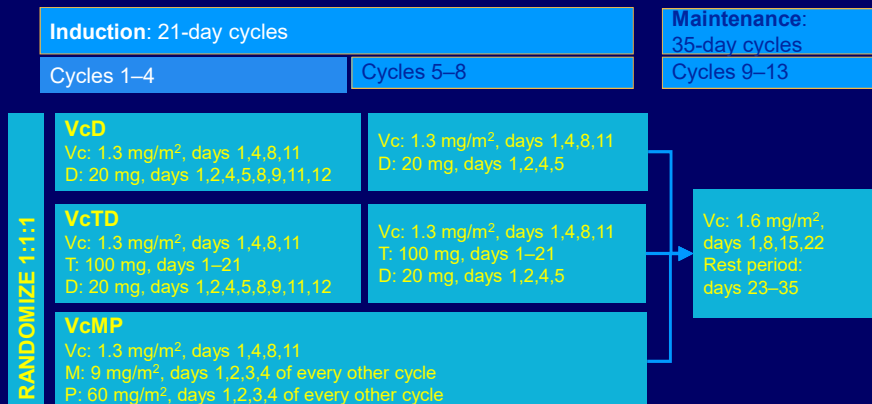 Induction: 21-day cycles
Maintenance:
35-day cycles
Cycles 1–4
Cycles 5–8
Cycles 9–13
RANDOMIZE 1:1:1
VcD
Vc: 1.3 mg/m², days 1,4,8,11
D: 20 mg, days 1,2,4,5,8,9,11,12
Vc: 1.3 mg/m², days 1,4,8,11
D: 20 mg, days 1,2,4,5
VcTD
Vc: 1.3 mg/m², days 1,4,8,11
T: 100 mg, days 1–21
D: 20 mg, days 1,2,4,5,8,9,11,12
Vc: 1.3 mg/m², days 1,4,8,11
T: 100 mg, days 1–21
D: 20 mg, days 1,2,4,5
VcMP
Vc: 1.3 mg/m², days 1,4,8,11
M: 9 mg/m², days 1,2,3,4 of every other cycle
P: 60 mg/m², days 1,2,3,4 of every other cycle
Vc: 1.6 mg/m²,
days 1,8,15,22
Rest period:
days 23–35